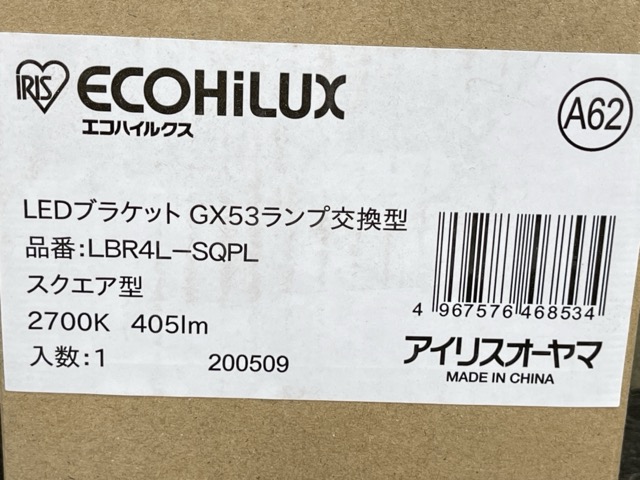 IRIS ECOHiLUX
エコハイルクス
A62
LEDブラケット GX53ランプ交換型
品番:LBR4L-SQPL
スクエア型
2700K 405lm
入数:1 200509
4 967576 468534
アイリスオーヤマ
MADE IN CHINA